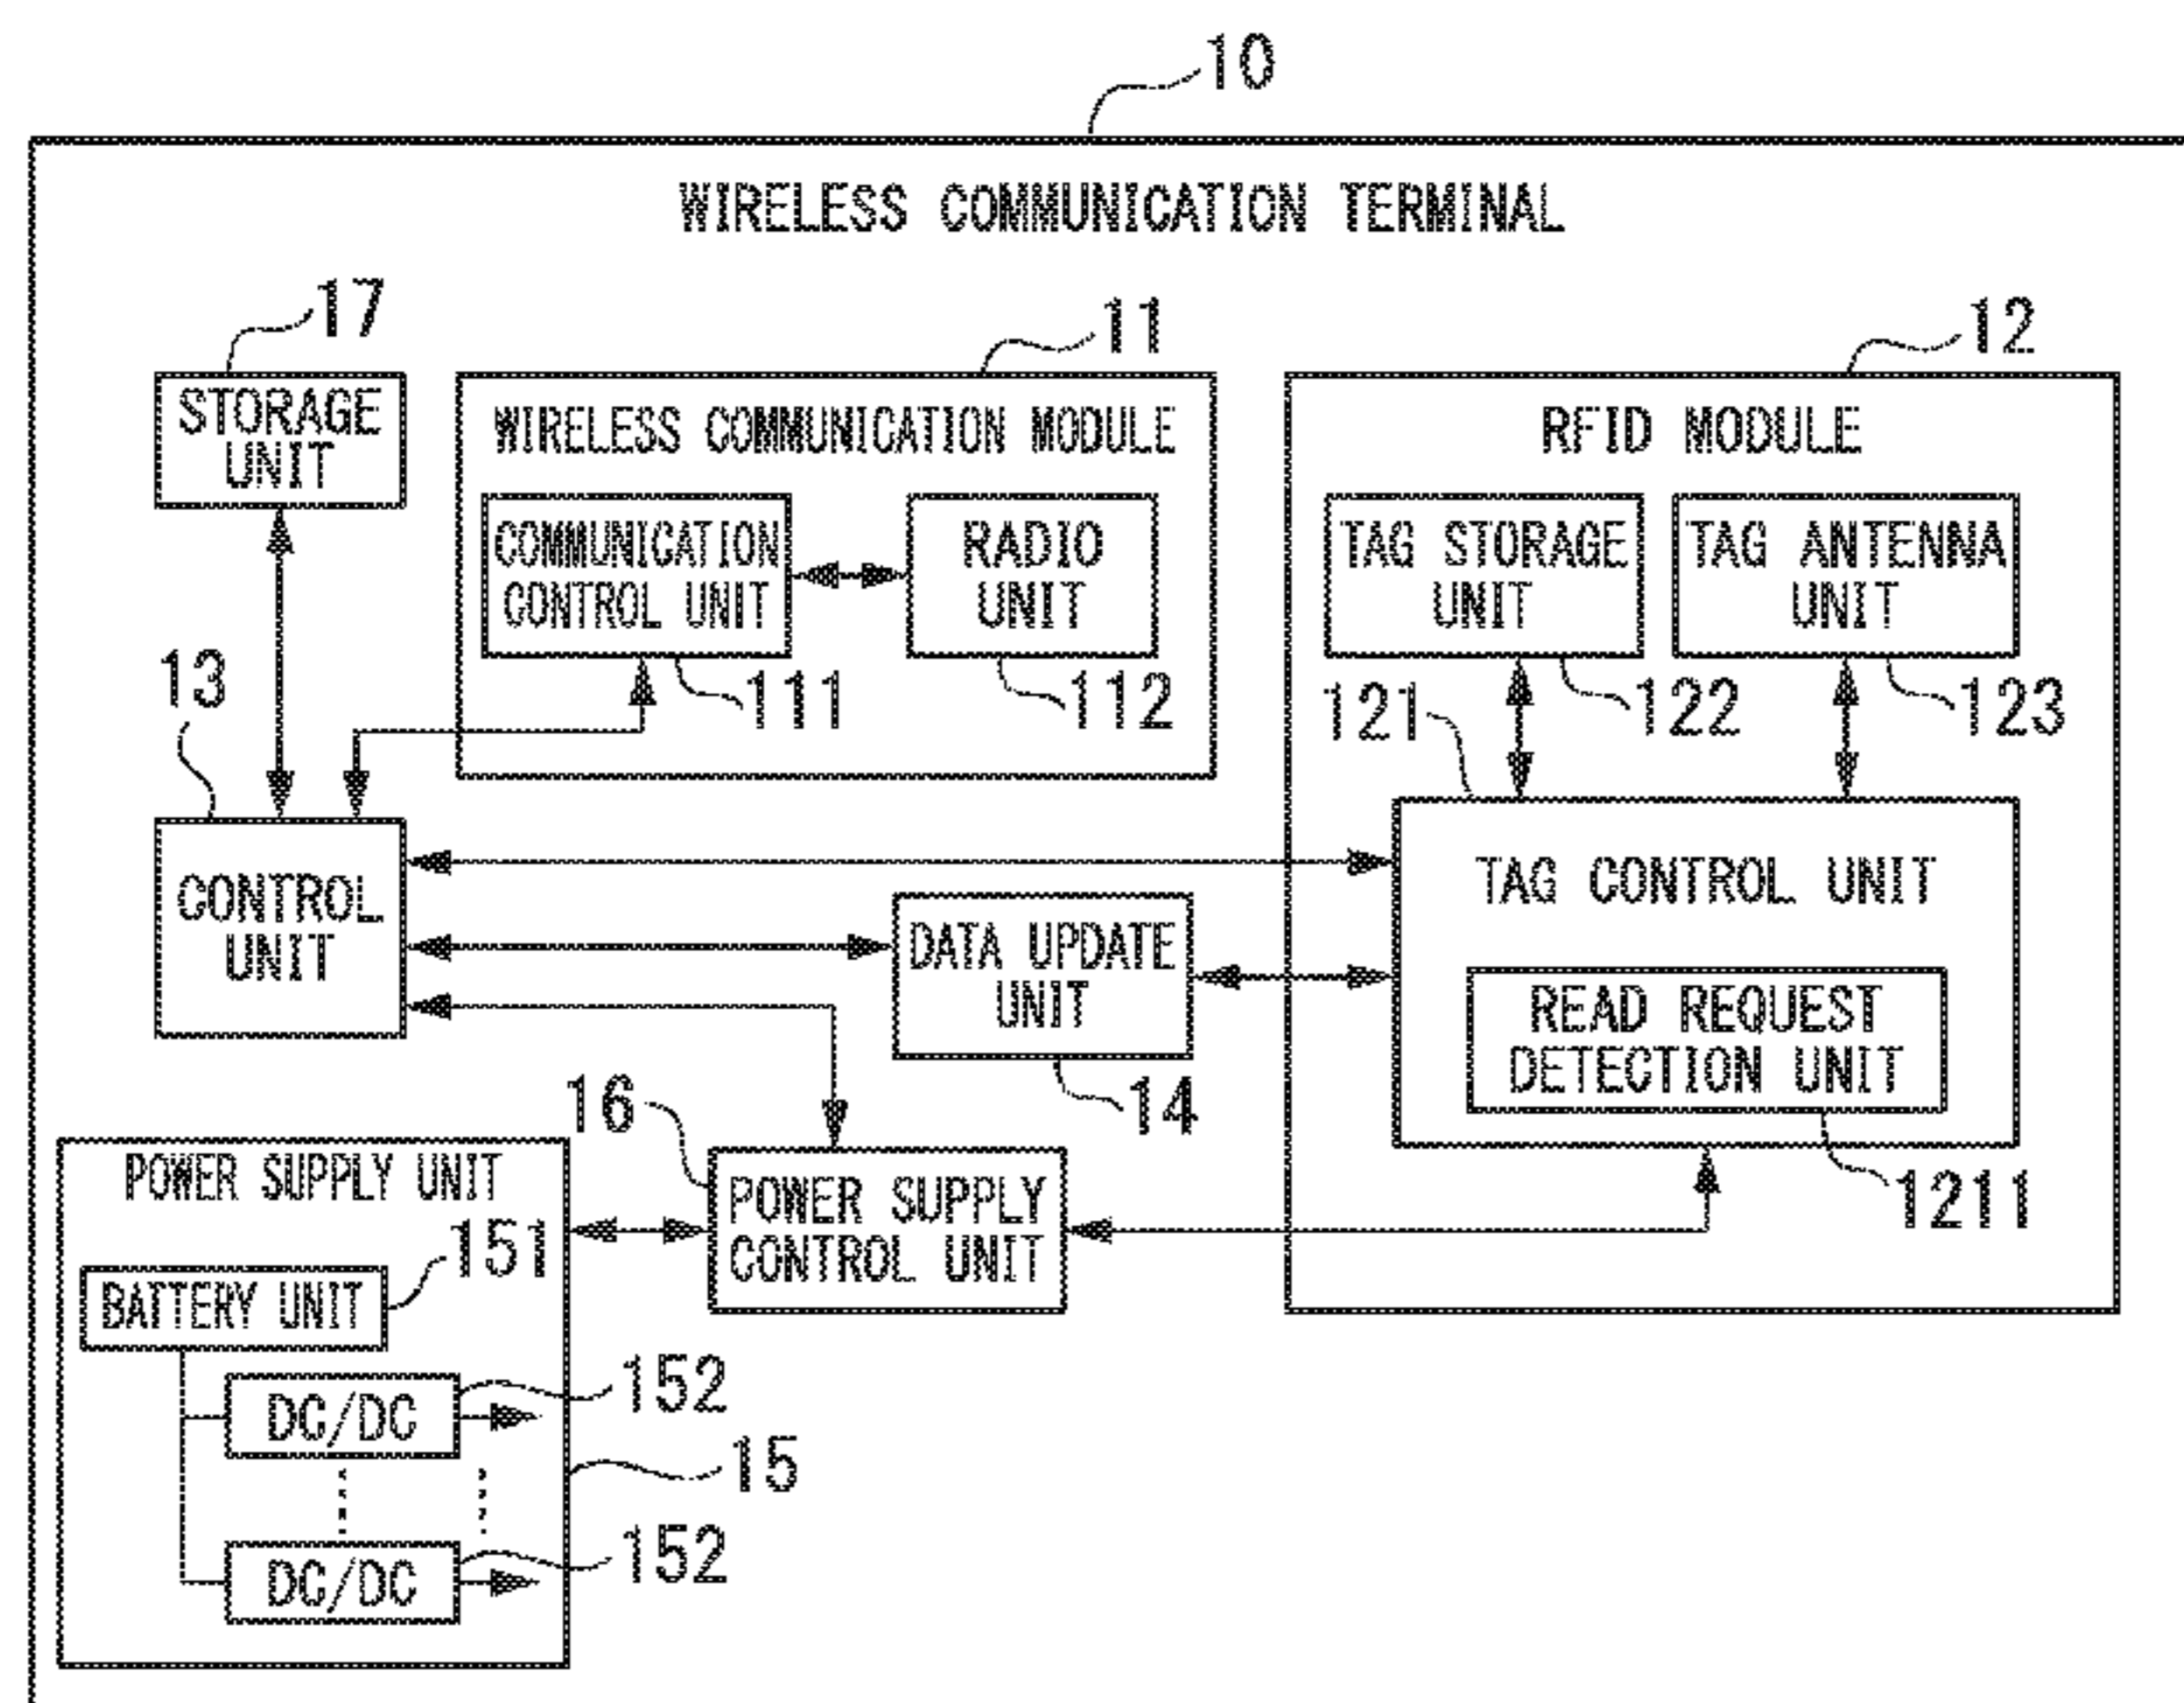 10
WIRELESS COMMUNICATION TERMINAL
17
11
12
STORAGE
UNIT
WIRELESS COMMUNICATION MODULE
RFID MODULE
COMMUNICATION
CONTROL UNIT
RADIO
UNIT
TAG STORAGE
UNIT
TAG ANTENNA
UNIT
13
111
112
121
122
123
CONTROL
UNIT
TAG CONTROL UNIT
DATA UPDATE
UNIT
READ REQUEST
DETECTION UNIT
16
14
1211
POWER SUPPLY UNIT
POWER SUPPLY
CONTROL UNIT
151
BATTERY UNIT
152
DC/DC
15
152
DC/DC